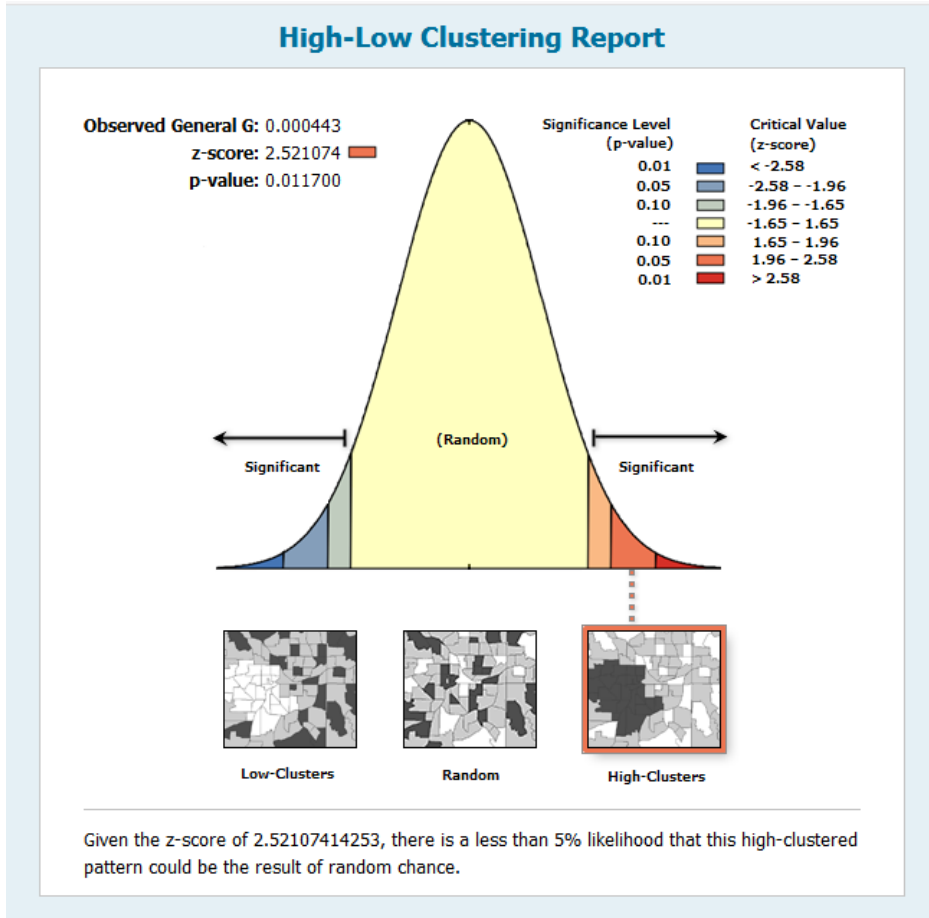 High-Low Clustering Report
Observed General G: 0.000443
z-score: 2.521074
p-value: 0.011700
Significance Level
(p-value)
Critical Value
(z-score)
0.01 < -2.58
0.05 -2.58 – -1.96
0.10 -1.96 – -1.65
--- -1.65 – 1.65
0.10 1.65 – 1.96
0.05 1.96 – 2.58
0.01 > 2.58
(Random)
Significant
Significant
Low-Clusters
Random
High-Clusters
Given the z-score of 2.52107414253, there is a less than 5% likelihood that this high-clustered
pattern could be the result of random chance.